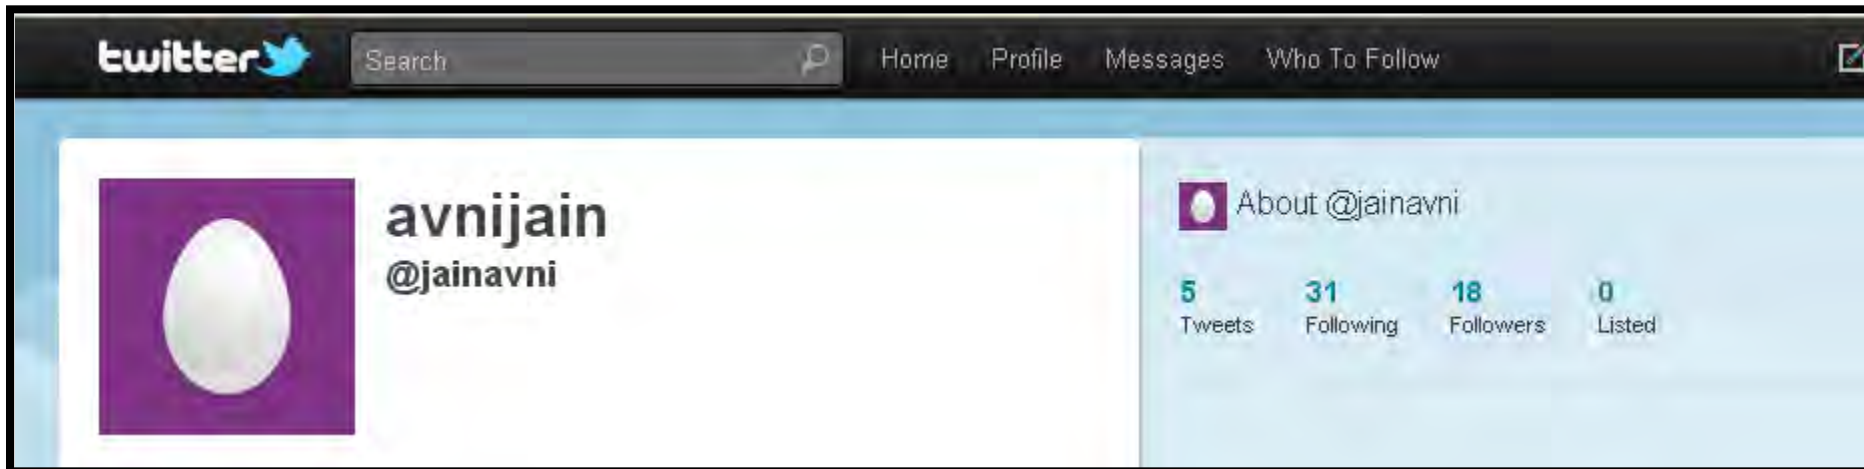 twitter Search Home Profile Messages Who To Follow
avnijain
@jainavni
About @jainavni
5 31 18 0
Tweets Following Followers Listed